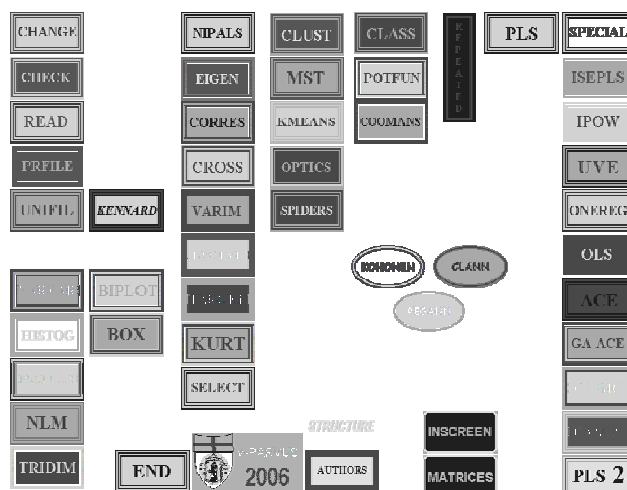 CHANGE
NIPALS
CLUST
CLASS
PLS
SPECIAL
CHECK
EIGEN
MST
POTFUN
REPEATED
ISEPLS
READ
CORRES
KMEANS
COOMANS
IPOW
PRFILE
CROSS
OPTICS
UVE
UNIFIL
KENNARD
VARIM
SPIDERS
ONEREG
KOHONEN
CLANN
OLS
BIPLOT
ACE
HISTOG
BOX
KURT
GA ACE
SELECT
NLM
STRUCTURE
INSCREEN
TRIDIM
END
V-PARVUS
2006
AUTHORS
MATRICES
PLS 2